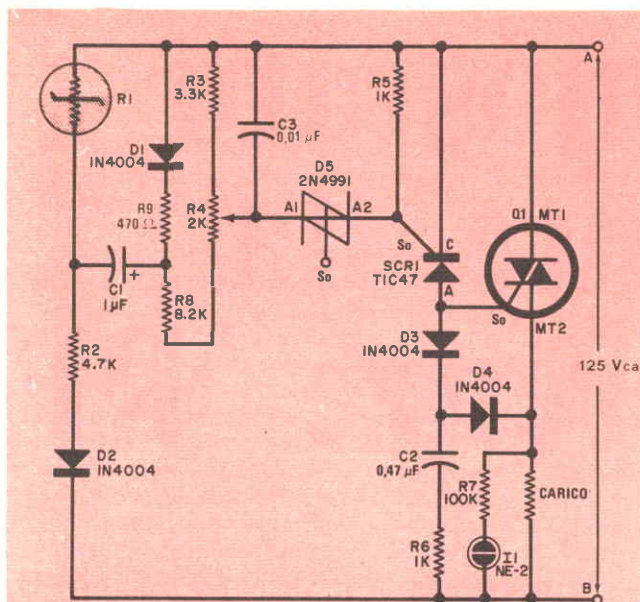 A
R1
D1
1N4004
R9
470 Ω
R3
3.3K
R4
2K
C3
0,01 µF
D5
2N4991
A1
A2
So
R5
1K
So
C
SCR1
TIC47
A
Q1
MT1
So
MT2
125 Vca
C1
1µF
+
R8
8.2K
R2
4.7K
D2
1N4004
D3
1N4004
D4
1N4004
C2
0,47 µF
R7
100K
CARICO
R6
1K
I1
NE-2
B